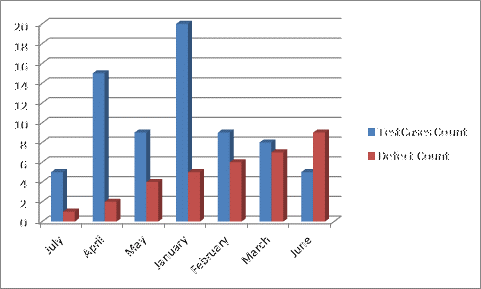 20
18
16
14
12
10
8
6
4
2
0
July
April
May
January
February
March
June
TestCases Count
Defect Count